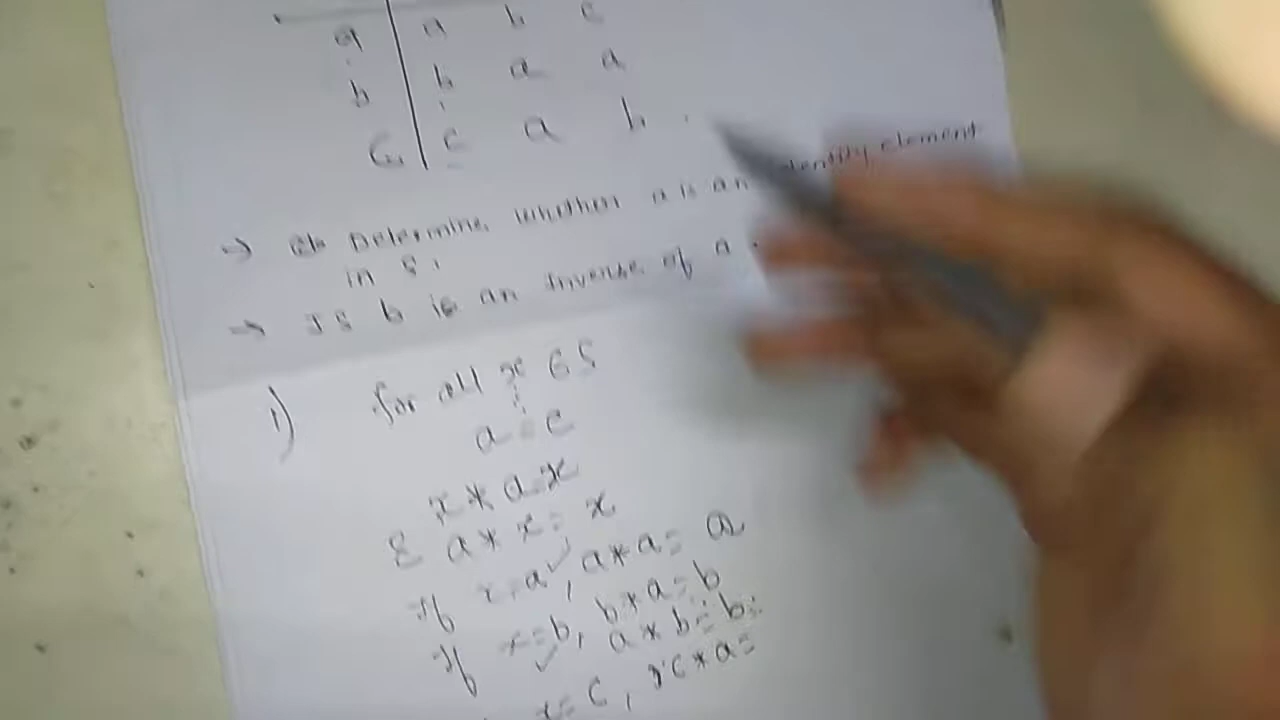 a | a b c
b | b a a
c | c a b
→ Determine whether a is an identity element
in S.
→ Is b is an inverse of a
1) for all x ∈ S
a = e
x * a = x
& a * x = x
if x = a ✓, a * a = a
if x = b, b * a = b
✓ a * b = b
x = c, x c * a =